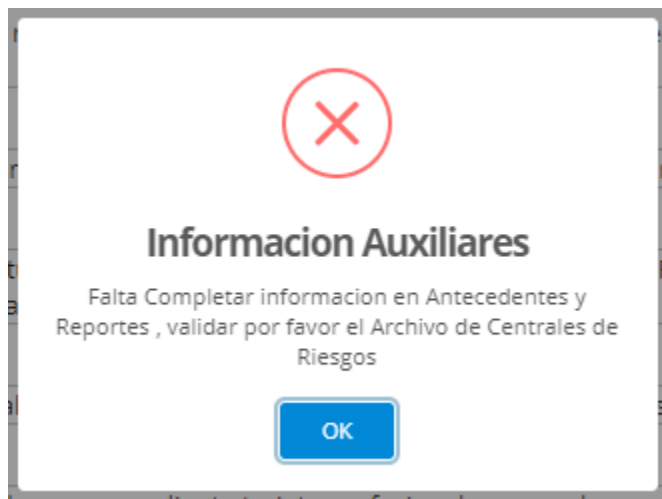 Informacion Auxiliares
Falta Completar informacion en Antecedentes y
Reportes , validar por favor el Archivo de Centrales de
Riesgos
OK